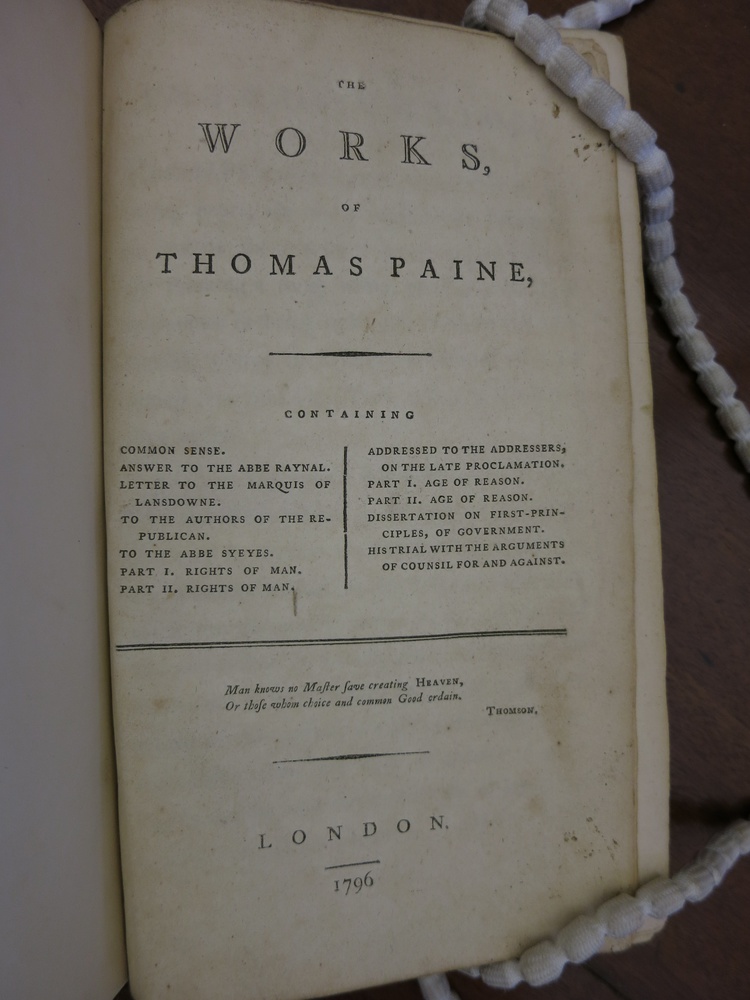 THE
WORKS,
OF
THOMAS PAINE,
CONTAINING
COMMON SENSE.
ANSWER TO THE ABBE RAYNAL.
LETTER TO THE MARQUIS OF
LANSDOWNE.
TO THE AUTHORS OF THE RE-
PUBLICAN.
TO THE ABBE SYEYES.
PART I. RIGHTS OF MAN.
PART II. RIGHTS OF MAN.
ADDRESSED TO THE ADDRESSERS,
ON THE LATE PROCLAMATION.
PART I. AGE OF REASON.
PART II. AGE OF REASON.
DISSERTATION ON FIRST-PRIN-
CIPLES, OF GOVERNMENT.
HIS TRIAL WITH THE ARGUMENTS
OF COUNSIL FOR AND AGAINST.
Man knows no Maſter ſave creating HEAVEN,
Or thoſe whom choice and common Good ordain.
THOMSON.
LONDON.
1796